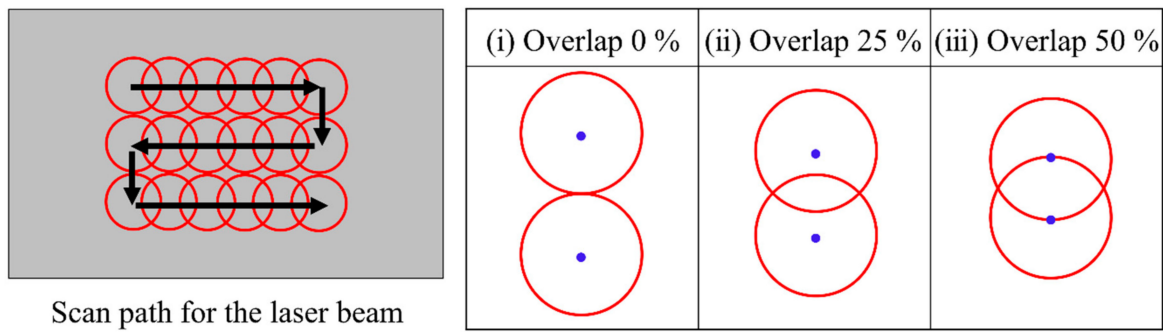 (i) Overlap 0 %
(ii) Overlap 25 %
(iii) Overlap 50 %
Scan path for the laser beam